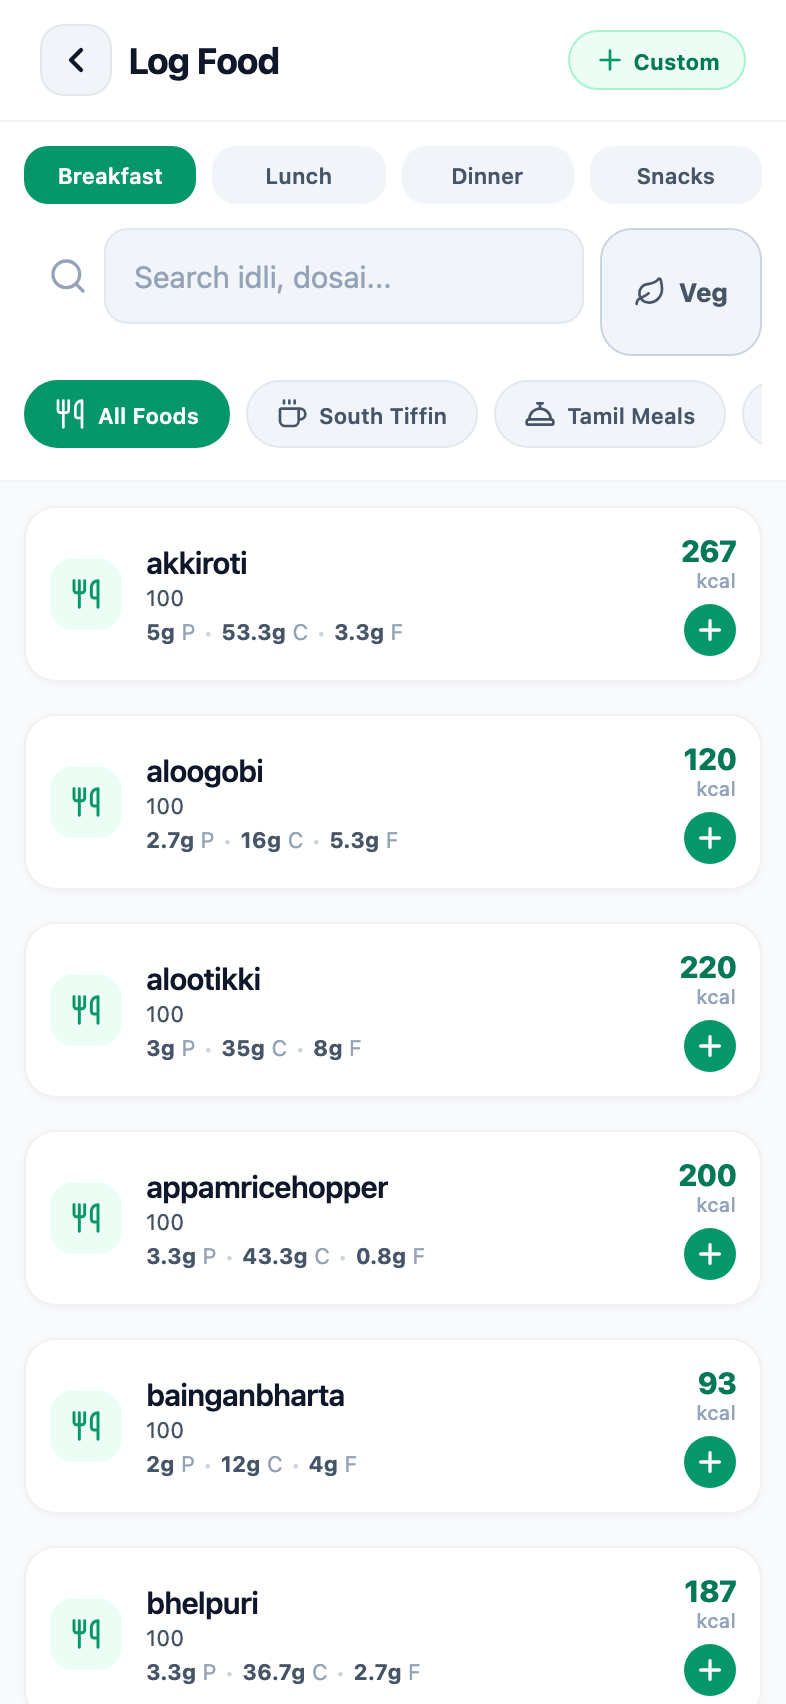 Log Food
Custom
Breakfast
Lunch
Dinner
Snacks
Search idli, dosai...
Veg
All Foods
South Tiffin
Tamil Meals
akkiroti
100
5g P · 53.3g C · 3.3g F
267
kcal
aloogobi
100
2.7g P · 16g C · 5.3g F
120
kcal
alootikki
100
3g P · 35g C · 8g F
220
kcal
appamricehopper
100
3.3g P · 43.3g C · 0.8g F
200
kcal
bainganbharta
100
2g P · 12g C · 4g F
93
kcal
bhelpuri
100
3.3g P · 36.7g C · 2.7g F
187
kcal